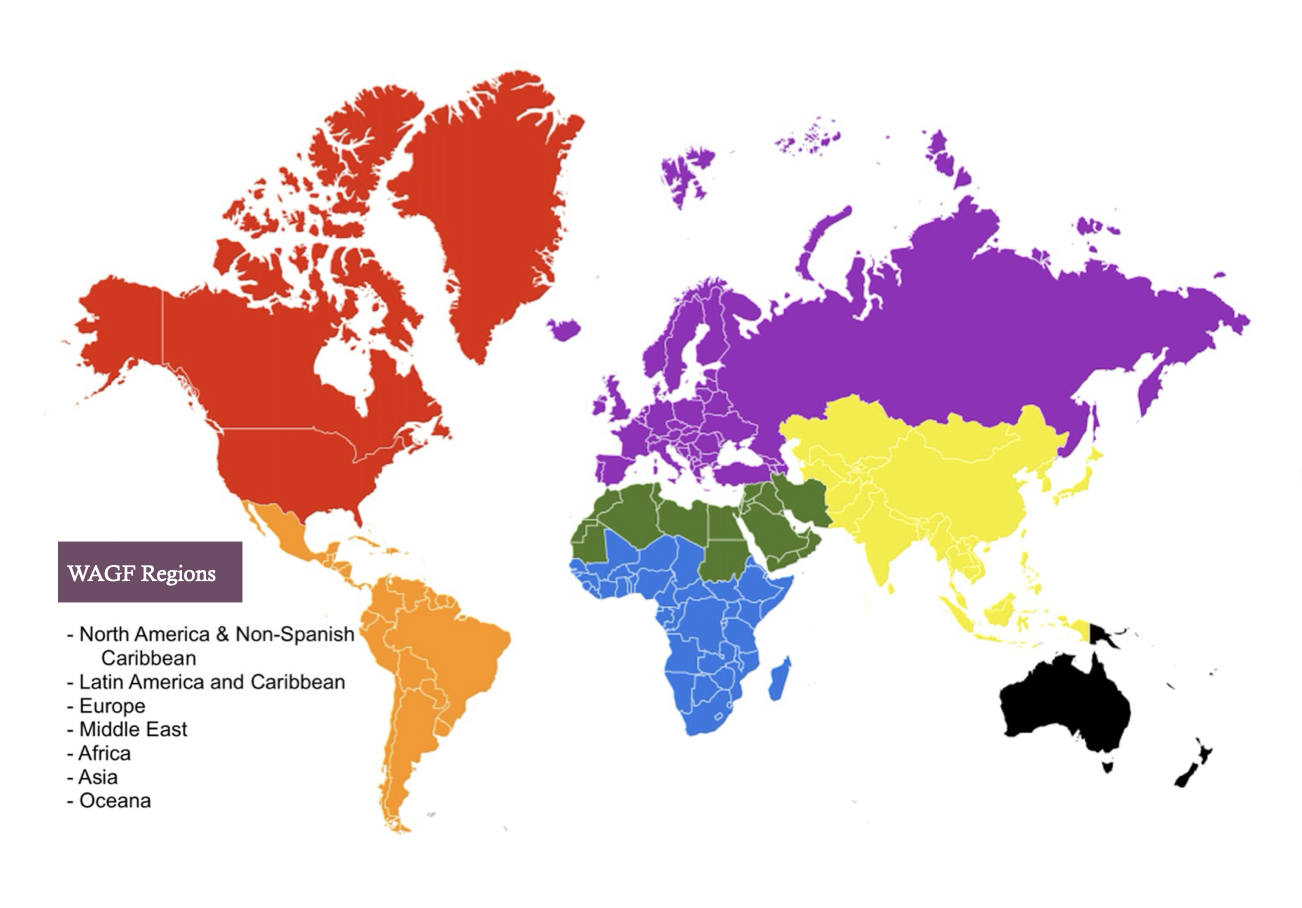 WAGF Regions
- North America & Non-Spanish
Caribbean
- Latin America and Caribbean
- Europe
- Middle East
- Africa
- Asia
- Oceana